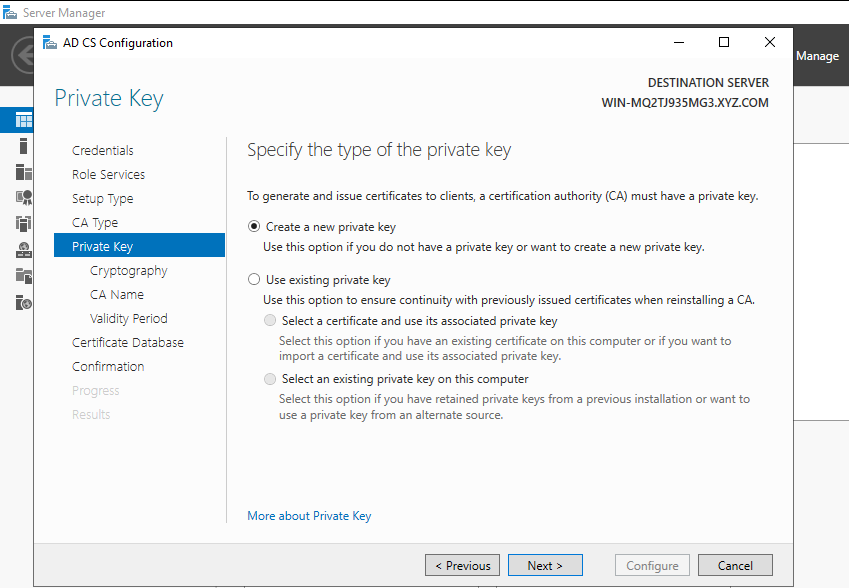 Server Manager
AD CS Configuration
Manage
Private Key
DESTINATION SERVER
WIN-MQ2TJ935MG3.XYZ.COM
Credentials
Role Services
Setup Type
CA Type
Private Key
Cryptography
CA Name
Validity Period
Certificate Database
Confirmation
Progress
Results
Specify the type of the private key
To generate and issue certificates to clients, a certification authority (CA) must have a private key.
Create a new private key
Use this option if you do not have a private key or want to create a new private key.
Use existing private key
Use this option to ensure continuity with previously issued certificates when reinstalling a CA.
Select a certificate and use its associated private key
Select this option if you have an existing certificate on this computer or if you want to
import a certificate and use its associated private key.
Select an existing private key on this computer
Select this option if you have retained private keys from a previous installation or want to
use a private key from an alternate source.
More about Private Key
< Previous
Next >
Configure
Cancel